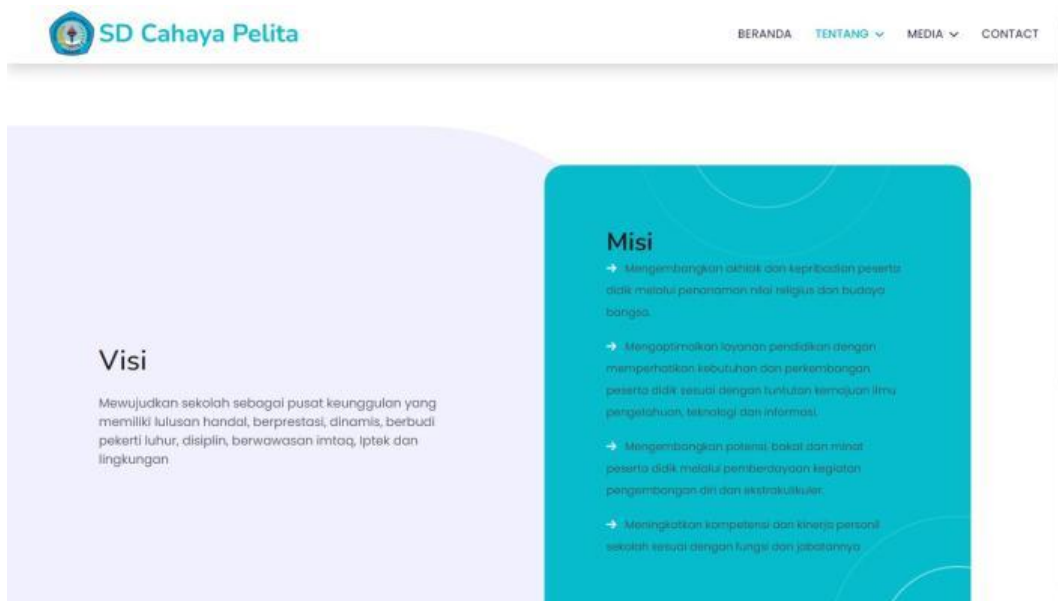 SD Cahaya Pelita
BERANDA TENTANG MEDIA CONTACT
Visi
Mewujudkan sekolah sebagai pusat keunggulan yang
memiliki lulusan handal, berprestasi, dinamis, berbudi
pekerti luhur, disiplin, berwawasan imtaq, Iptek dan
lingkungan
Misi
→ Mengembangkan akhlak dan kepribadian peserta
didik melalui penanaman nilai religius dan budaya
bangsa.
→ Mengoptimalkan layanan pendidikan dengan
memperhatikan kebutuhan dan perkembangan
peserta didik sesuai dengan tuntutan kemajuan ilmu
pengetahuan, teknologi dan informasi.
→ Mengembangkan potensi, bakat dan minat
peserta didik melalui pemberdayaan kegiatan
pengembangan diri dan ekstrakulikuler.
→ Meningkatkan kompetensi dan kinerja personil
sekolah sesuai dengan fungsi dan jabatannya